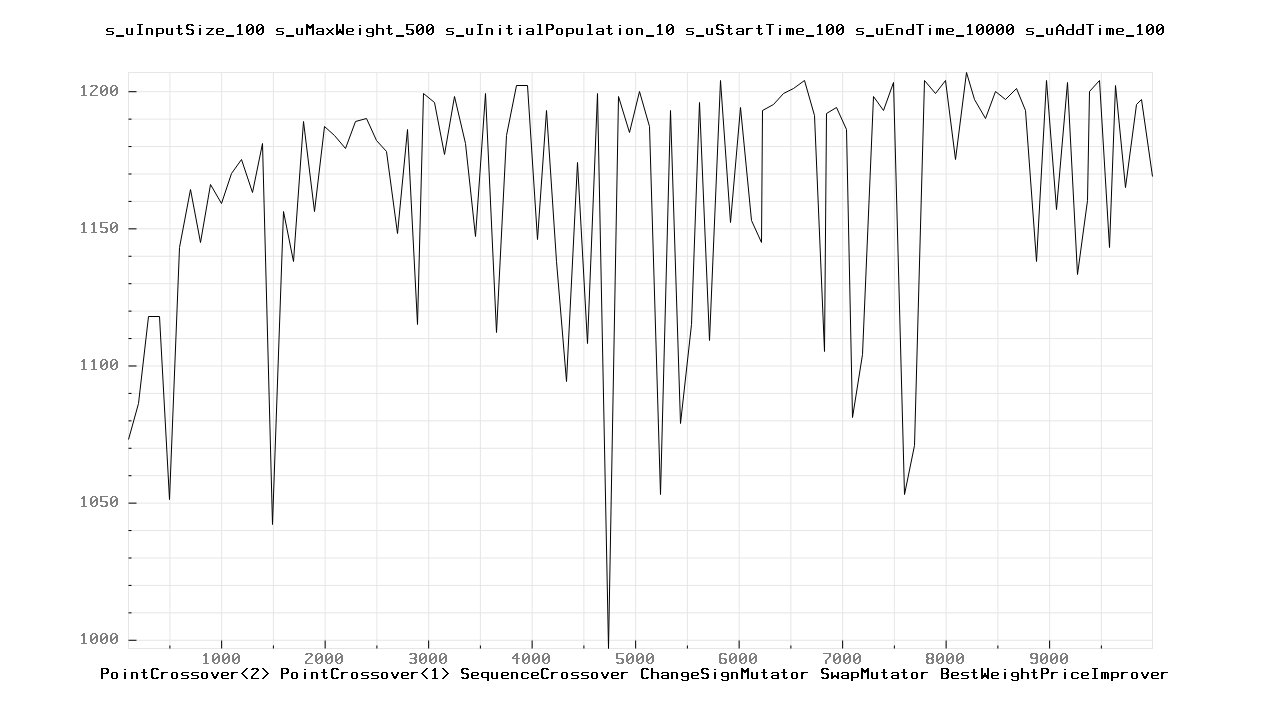 s_uInputSize_100 s_uMaxWeight_500 s_uInitialPopulation_10 s_uStartTime_100 s_uEndTime_10000 s_uAddTime_100
1200
1150
1100
1050
1000
1000 2000 3000 4000 5000 6000 7000 8000 9000
PointCrossover<2> PointCrossover<1> SequenceCrossover ChangeSignMutator SwapMutator BestWeightPriceImprover